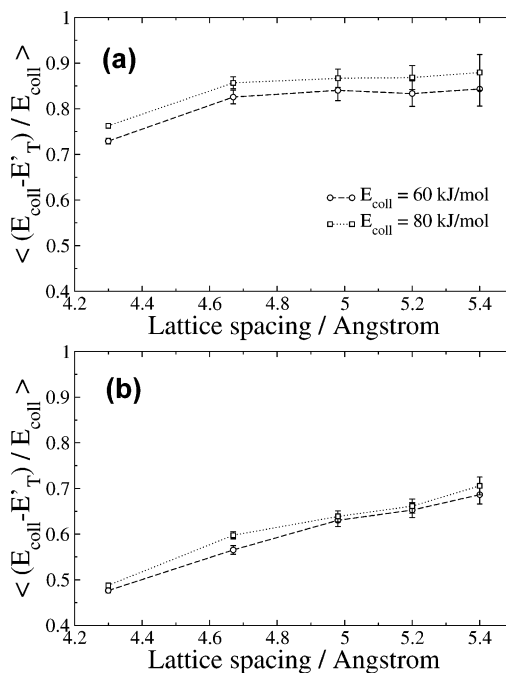 1
(a)
0.9
0.8
0.7
0.6
0.5
0.4
< (E_coll-E'_T) / E_coll >
E_coll = 60 kJ/mol
E_coll = 80 kJ/mol
4.2 4.4 4.6 4.8 5 5.2 5.4
Lattice spacing / Angstrom
1
(b)
0.9
0.8
0.7
0.6
0.5
0.4
< (E_coll-E'_T) / E_coll >
4.2 4.4 4.6 4.8 5 5.2 5.4
Lattice spacing / Angstrom